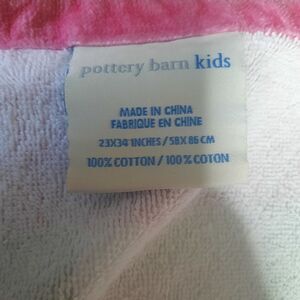 pottery barn kids
MADE IN CHINA
FABRIQUE EN CHINE
23X34 INCHES / 58X86 CM
100% COTTON / 100% COTON